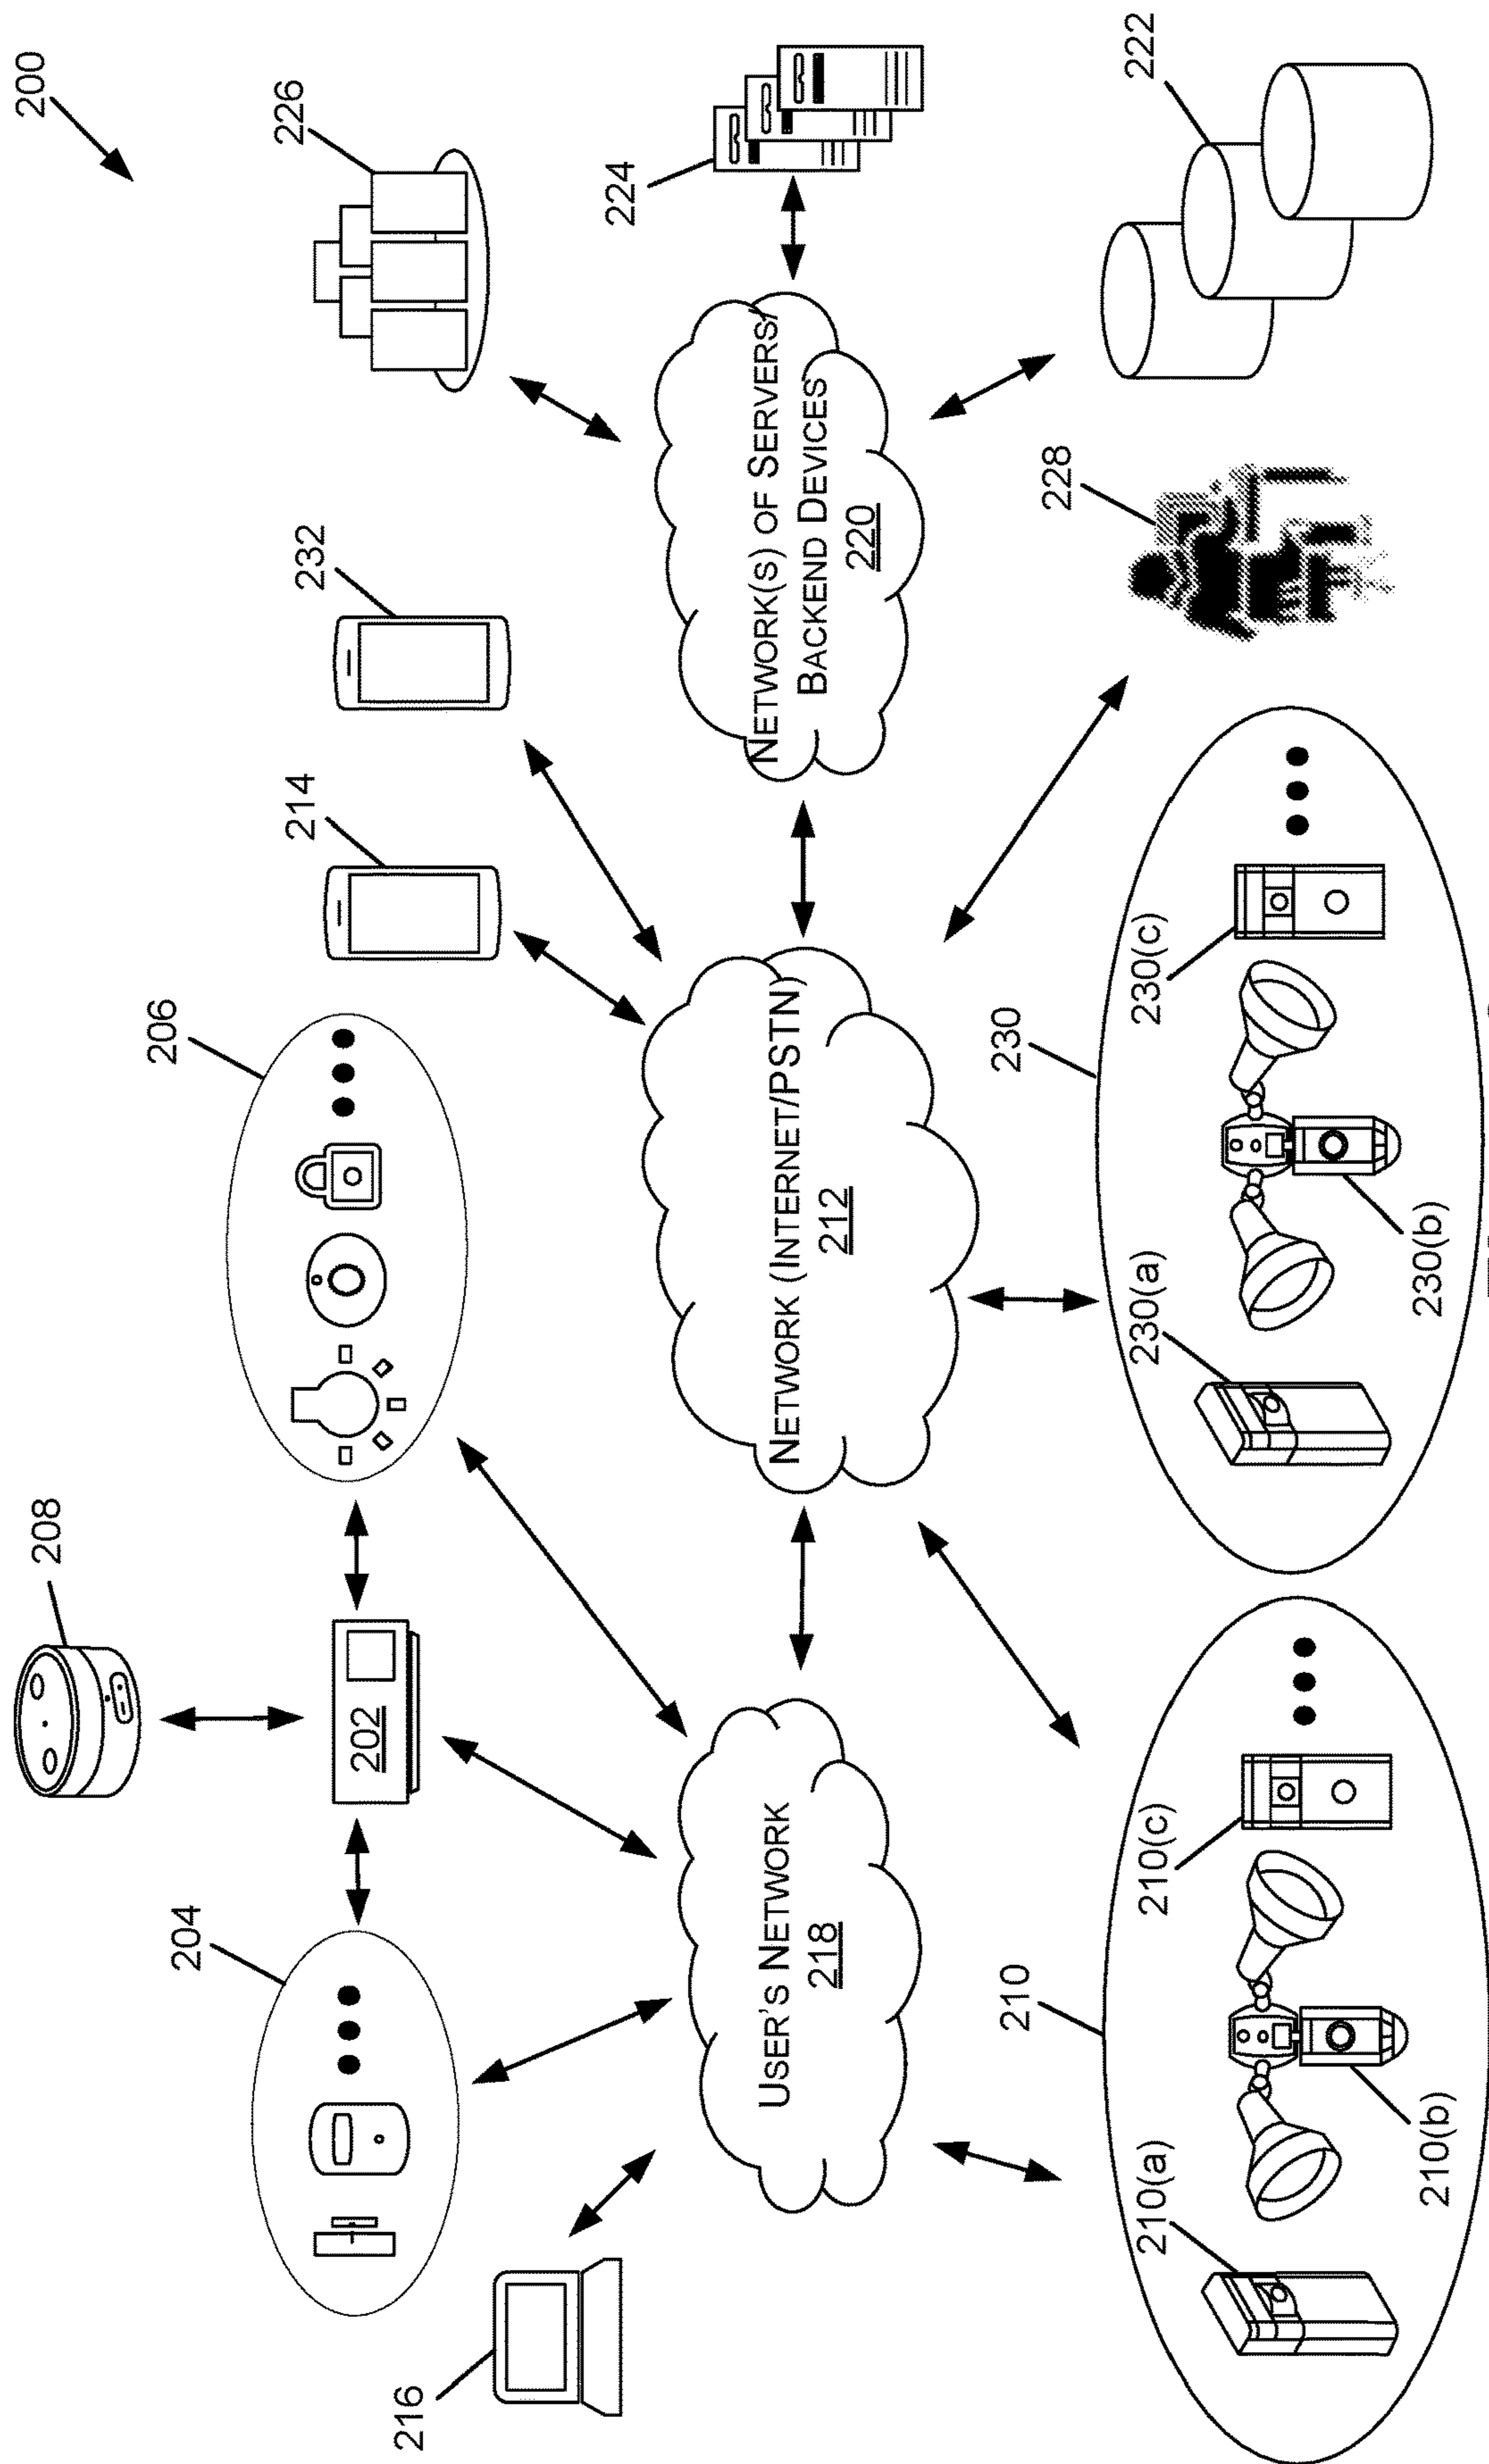 200
208
226
206
232
204
214
224
222
202
216
USER'S NETWORK
218
NETWORK (INTERNET/PSTN)
212
NETWORK(S) OF SERVERS/
BACKEND DEVICES
220
228
210
230
210(a)
210(c)
230(a)
230(c)
210(b)
230(b)